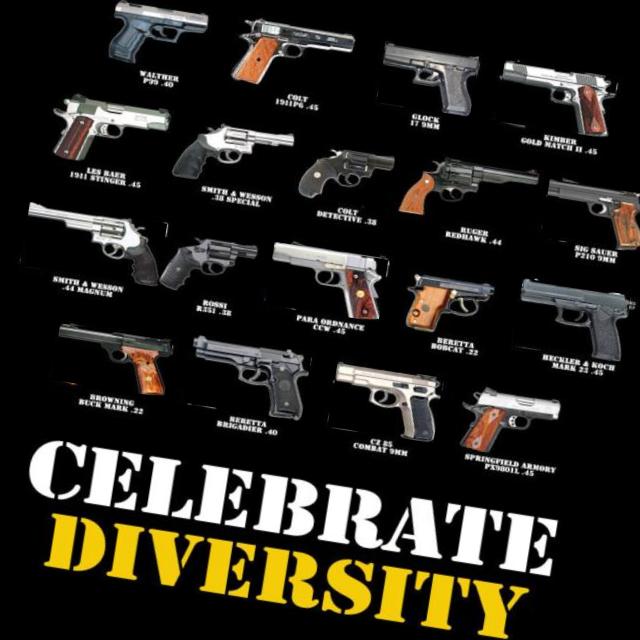 WALTHER
P99 .40
COLT
1911PG .45
GLOCK
17 9MM
KIMBER
GOLD MATCH II .45
LES BAER
1911 STINGER .45
SMITH & WESSON
.38 SPECIAL
COLT
DETECTIVE .38
RUGER
REDHAWK .44
SIG SAUER
P210 9MM
SMITH & WESSON
.44 MAGNUM
ROSSI
R351 .38
PARA ORDNANCE
CCW .45
BERETTA
BOBCAT .22
HECKLER & KOCH
MARK 23 .45
BROWNING
BUCK MARK .22
BERETTA
BRIGADIER .40
CZ 85
COMBAT 9MM
SPRINGFIELD ARMORY
.45
CELEBRATE
DIVERSITY